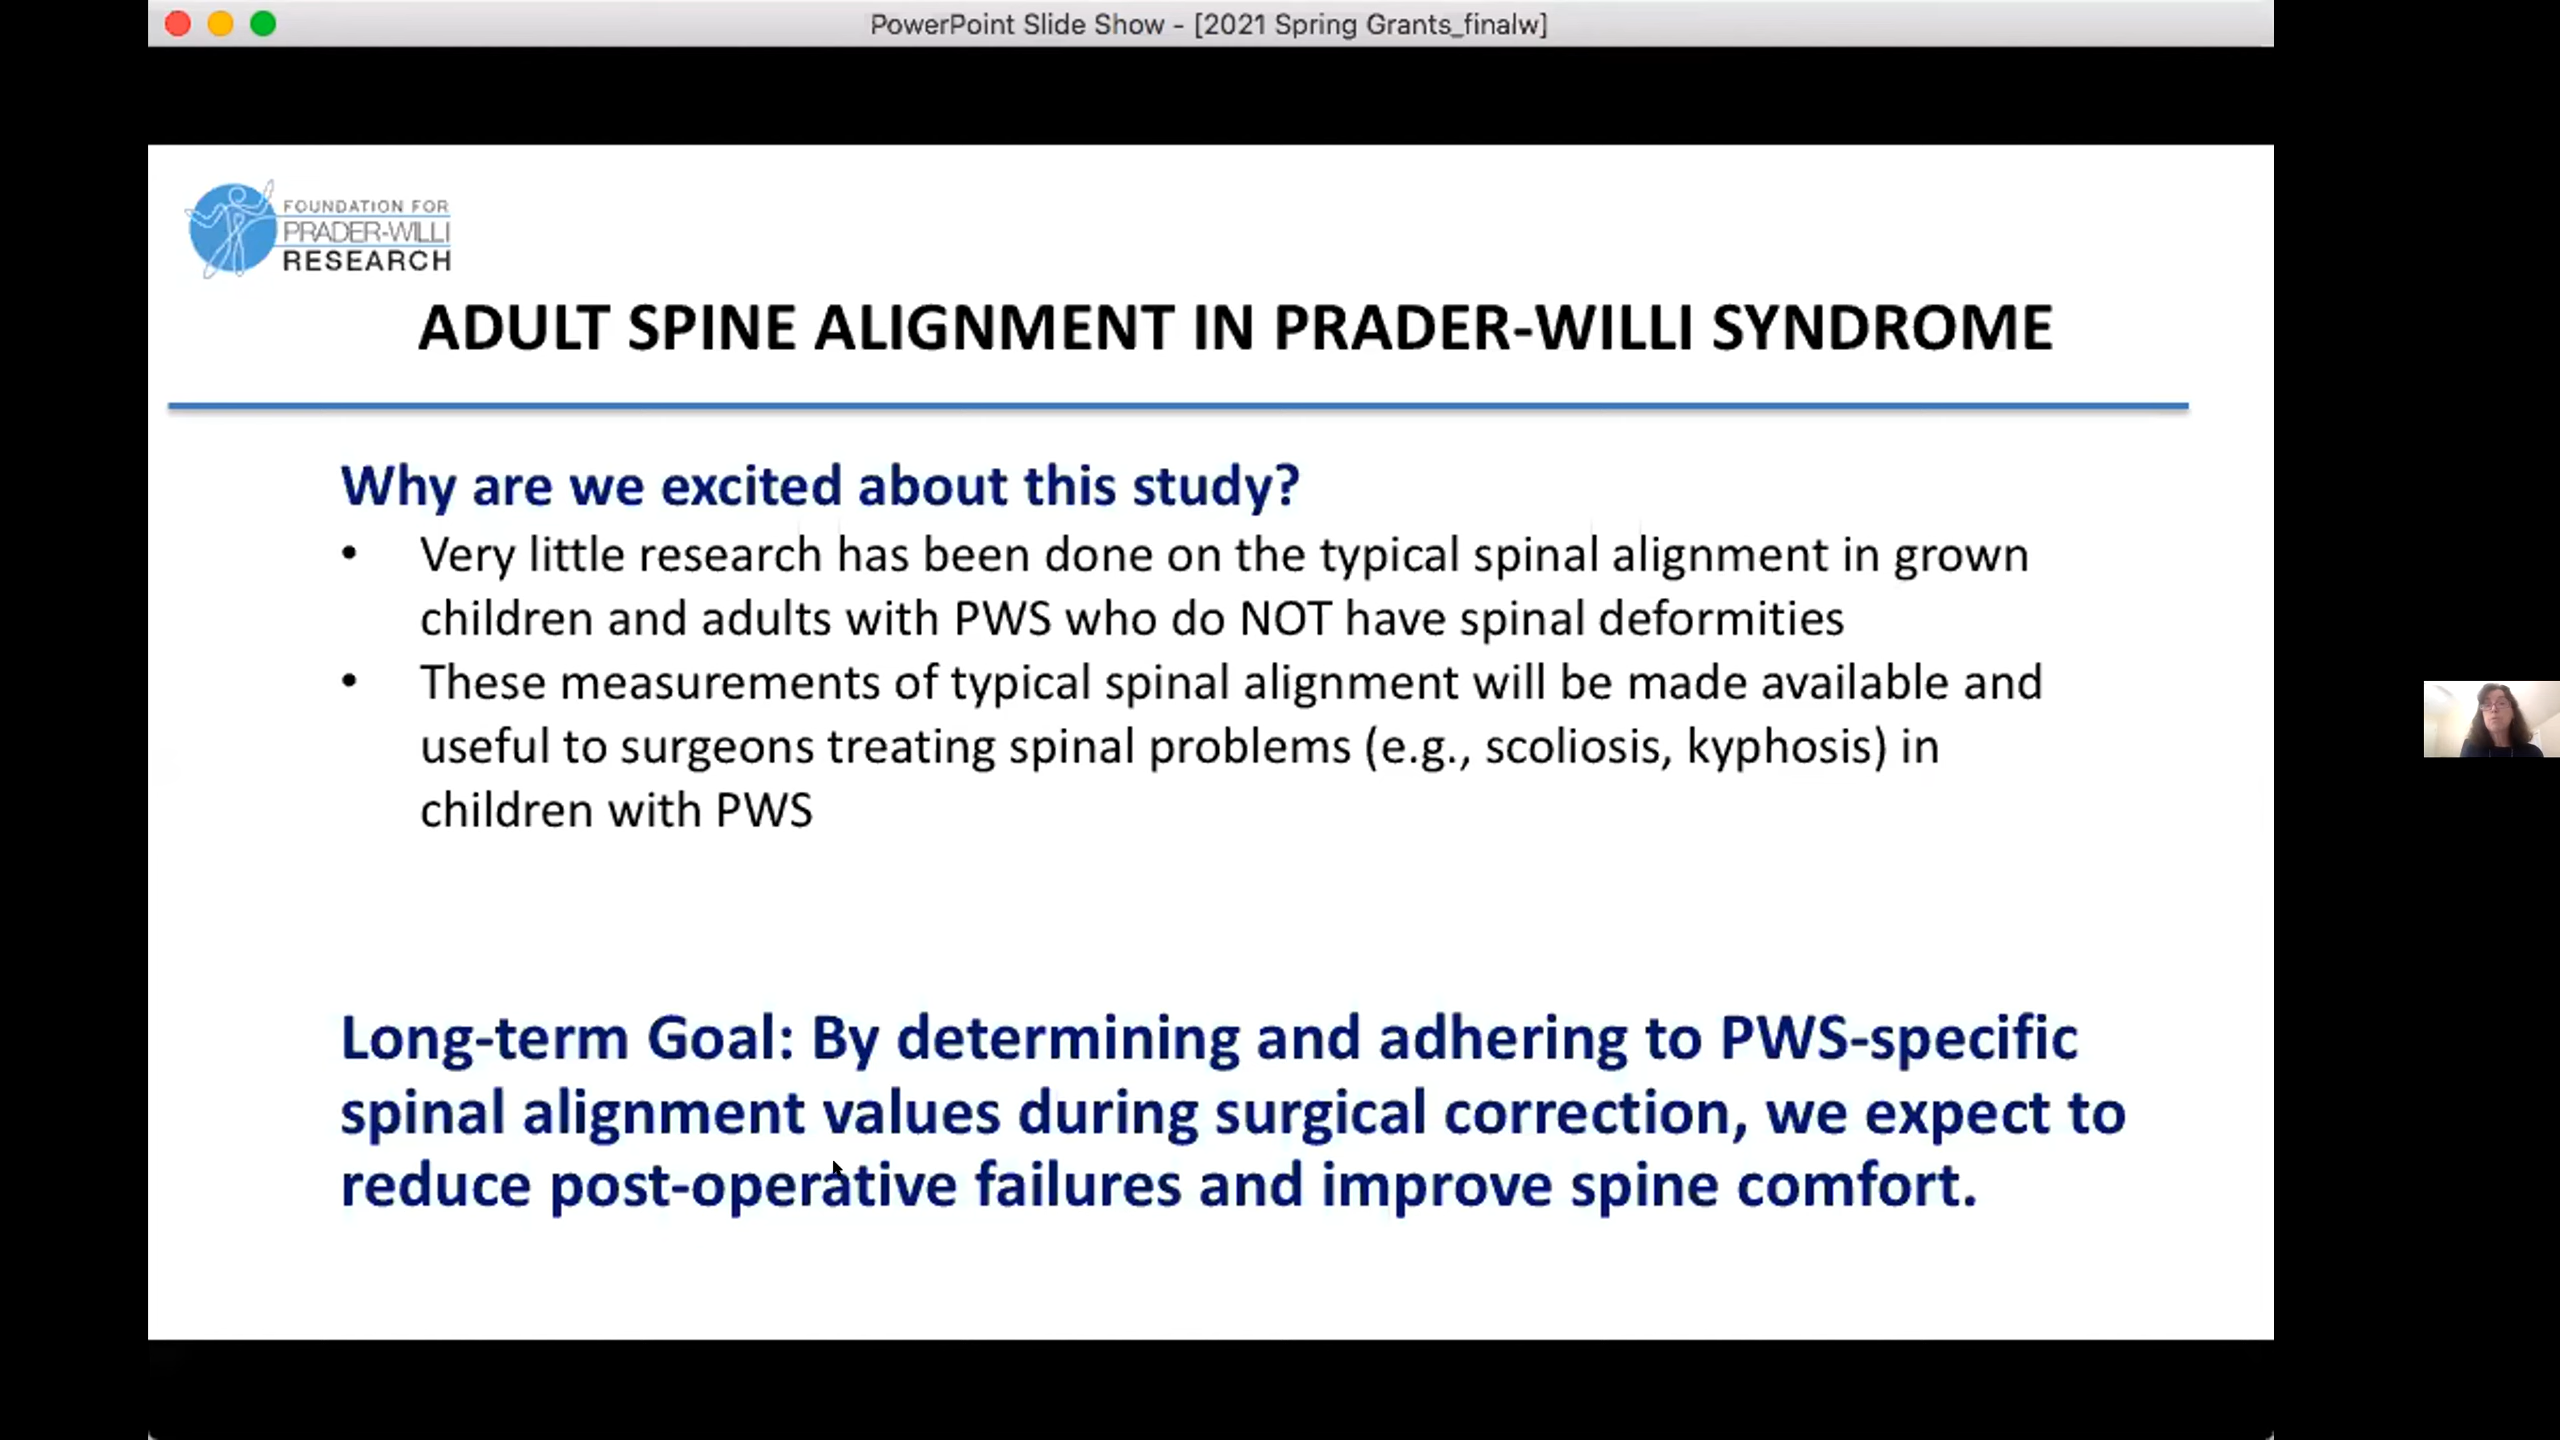 PowerPoint Slide Show - [2021 Spring Grants_finalw]
FOUNDATION FOR
PRADER-WILLI
RESEARCH
ADULT SPINE ALIGNMENT IN PRADER-WILLI SYNDROME
Why are we excited about this study?
• Very little research has been done on the typical spinal alignment in grown
children and adults with PWS who do NOT have spinal deformities
• These measurements of typical spinal alignment will be made available and
useful to surgeons treating spinal problems (e.g., scoliosis, kyphosis) in
children with PWS
Long-term Goal: By determining and adhering to PWS-specific
spinal alignment values during surgical correction, we expect to
reduce post-operative failures and improve spine comfort.